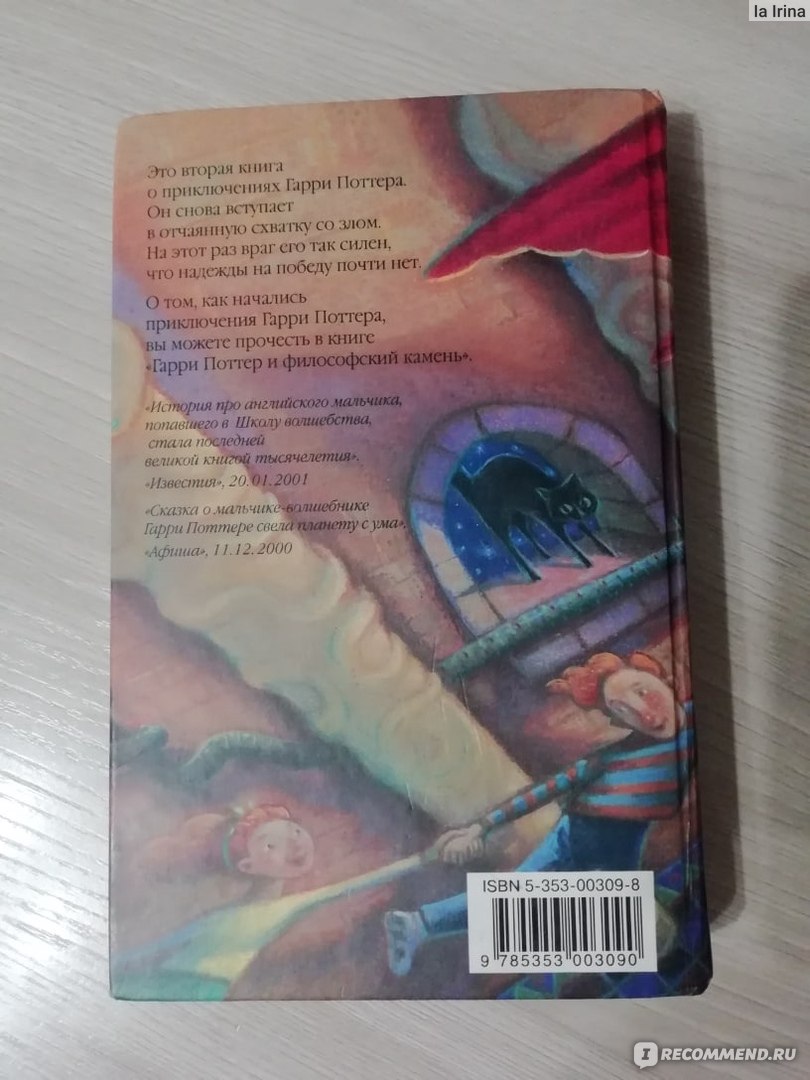 la Irina
Это вторая книга
о приключениях Гарри Поттера.
Он снова вступает
в отчаянную схватку со злом.
На этот раз враг его так силен,
что надежды на победу почти нет.
О том, как начались
приключения Гарри Поттера,
вы можете прочесть в книге
«Гарри Поттер и философский камень».
«История про английского мальчика,
попавшего в Школу волшебства,
стала последней
великой книгой тысячелетия».
«Известия», 20.01.2001
«Сказка о мальчике-волшебнике
Гарри Поттере свела планету с ума».
«Афиша», 11.12.2000
ISBN 5-353-00309-8
9 785353 003090
I RECOMMEND.RU